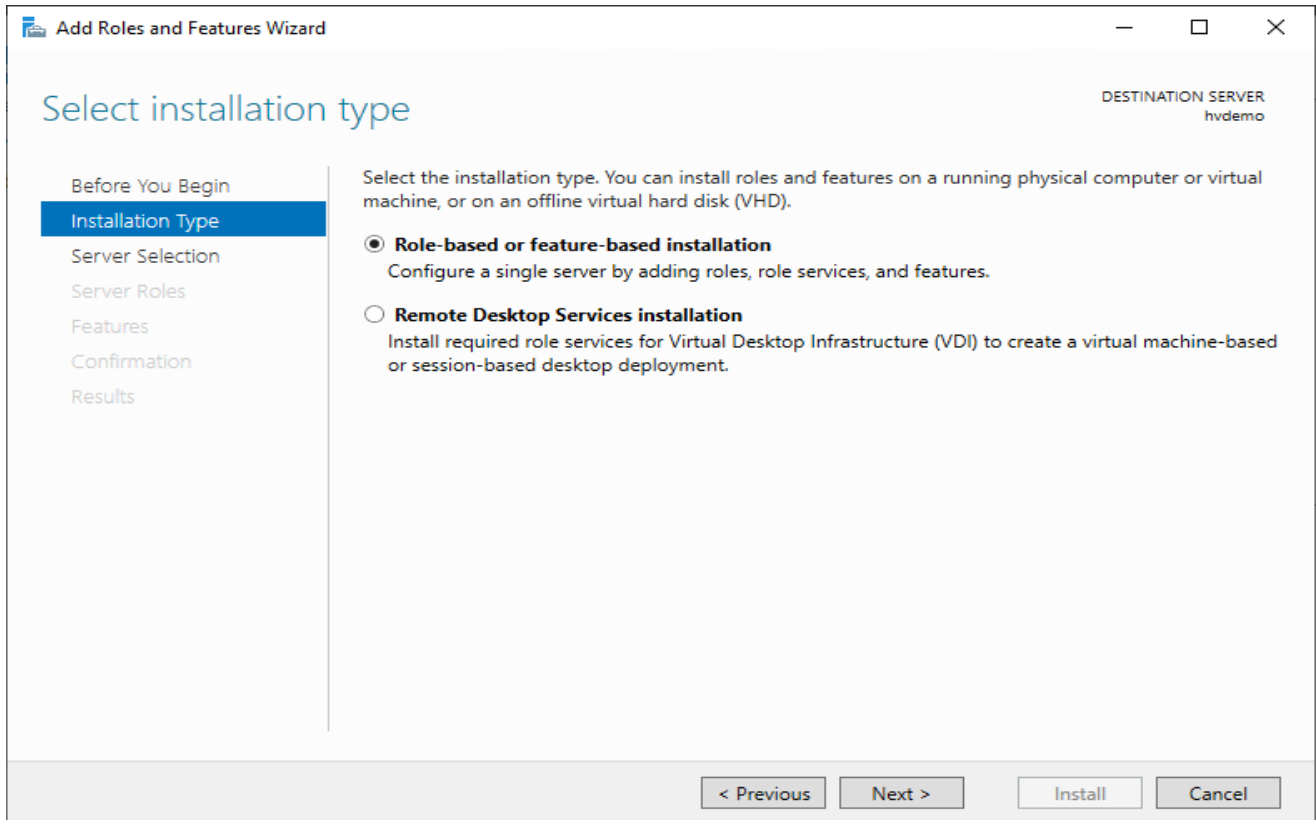 Add Roles and Features Wizard
Select installation type
DESTINATION SERVER
hvdemo
Before You Begin
Installation Type
Server Selection
Server Roles
Features
Confirmation
Results
Select the installation type. You can install roles and features on a running physical computer or virtual
machine, or on an offline virtual hard disk (VHD).
Role-based or feature-based installation
Configure a single server by adding roles, role services, and features.
Remote Desktop Services installation
Install required role services for Virtual Desktop Infrastructure (VDI) to create a virtual machine-based
or session-based desktop deployment.
< Previous
Next >
Install
Cancel